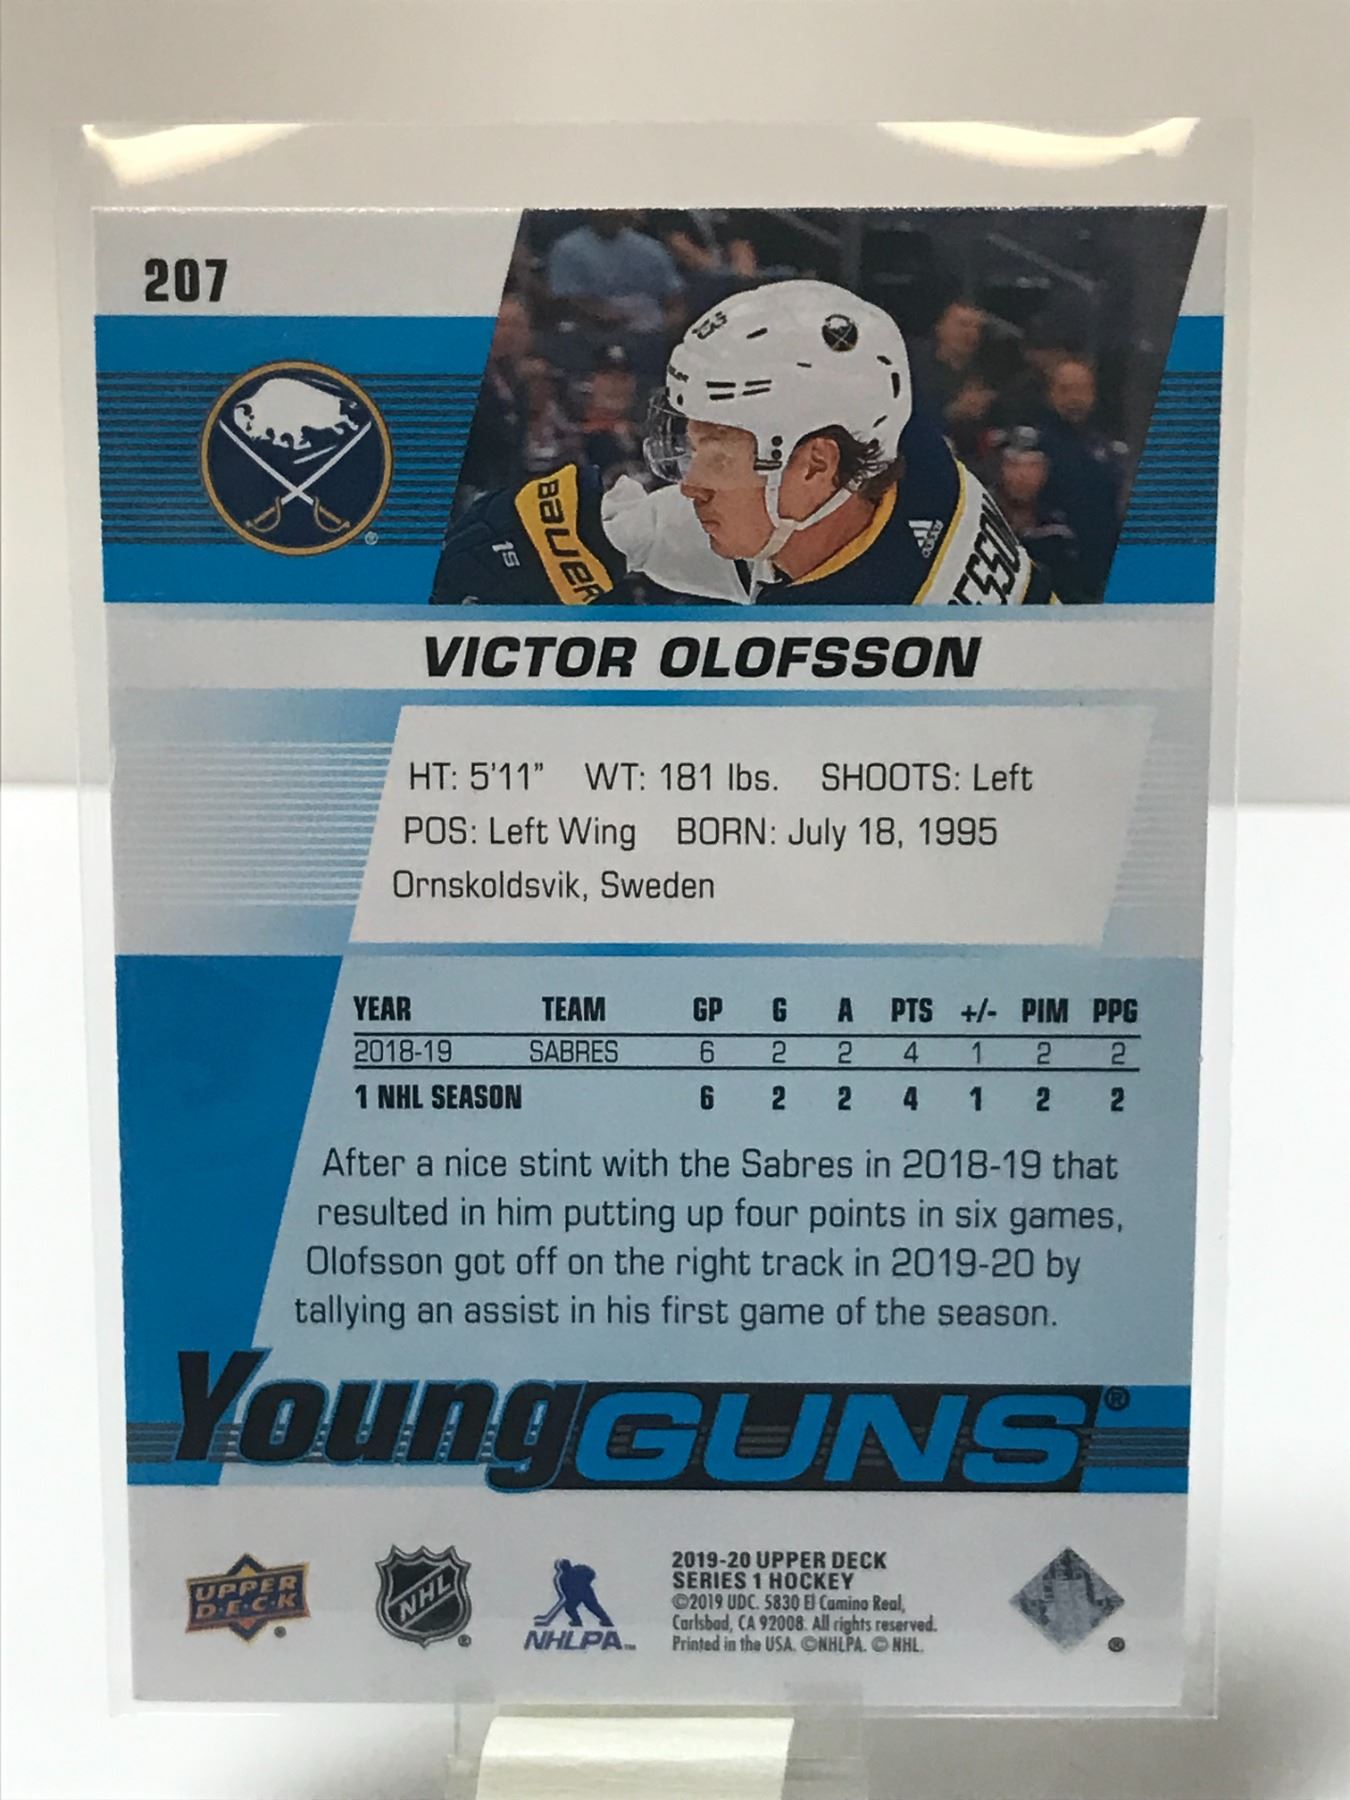 207
BAUER
15
adidas
VICTOR OLOFSSON
HT: 5'11" WT: 181 lbs. SHOOTS: Left
POS: Left Wing BORN: July 18, 1995
Ornskoldsvik, Sweden
YEAR TEAM GP G A PTS +/- PIM PPG
2018-19 SABRES 6 2 2 4 1 2 2
1 NHL SEASON 6 2 2 4 1 2 2
After a nice stint with the Sabres in 2018-19 that
resulted in him putting up four points in six games,
Olofsson got off on the right track in 2019-20 by
tallying an assist in his first game of the season.
Young GUNS®
UPPER
D·E·C·K
®
NHL
®
NHLPA™
2019-20 UPPER DECK
SERIES 1 HOCKEY
©2019 UDC. 5830 El Camino Real,
Carlsbad, CA 92008. All rights reserved.
Printed in the USA. ©NHLPA. © NHL.
®